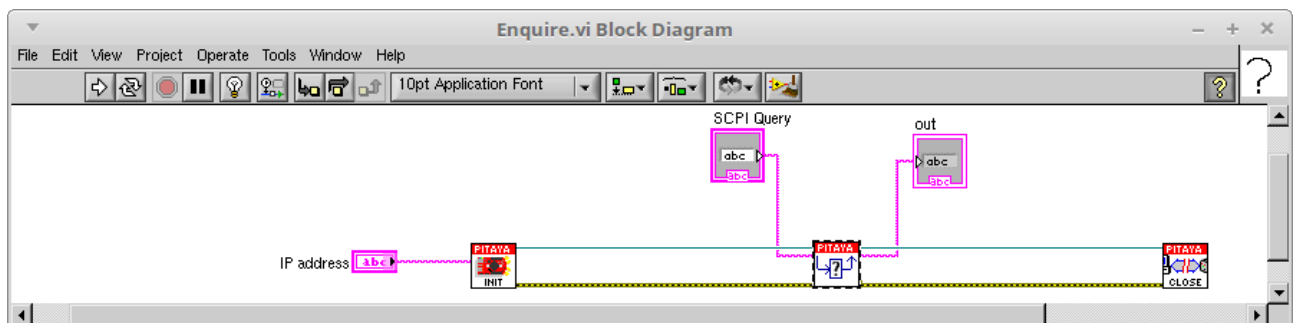 Enquire.vi Block Diagram
File Edit View Project Operate Tools Window Help
10pt Application Font
?
?
SCPI Query
abc
abc
out
abc
abc
IP address abc
PITAYA
INIT
PITAYA
?
PITAYA
CLOSE